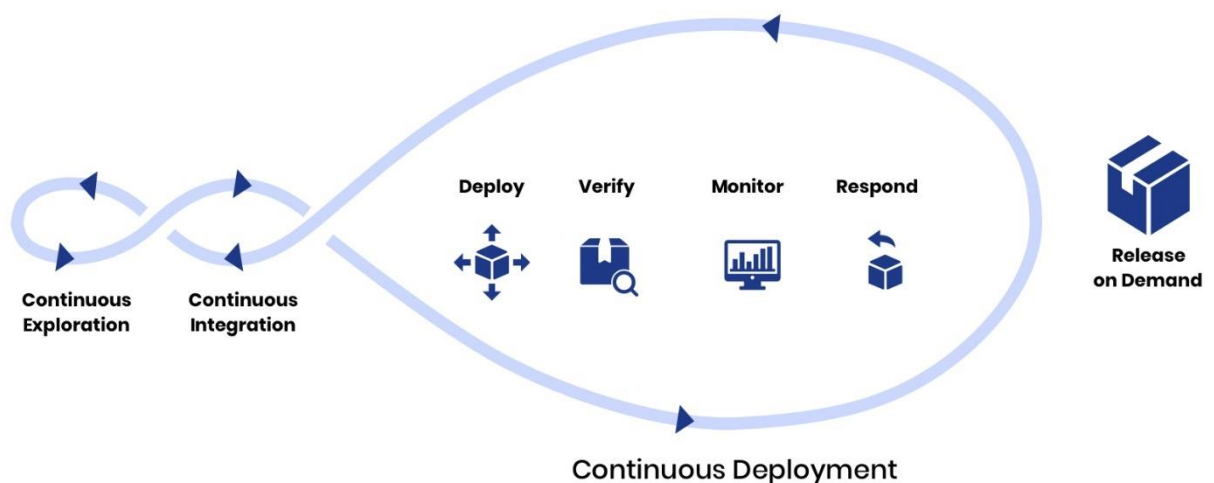 Deploy
Verify
Monitor
Respond
Release
on Demand
Continuous
Exploration
Continuous
Integration
Continuous Deployment